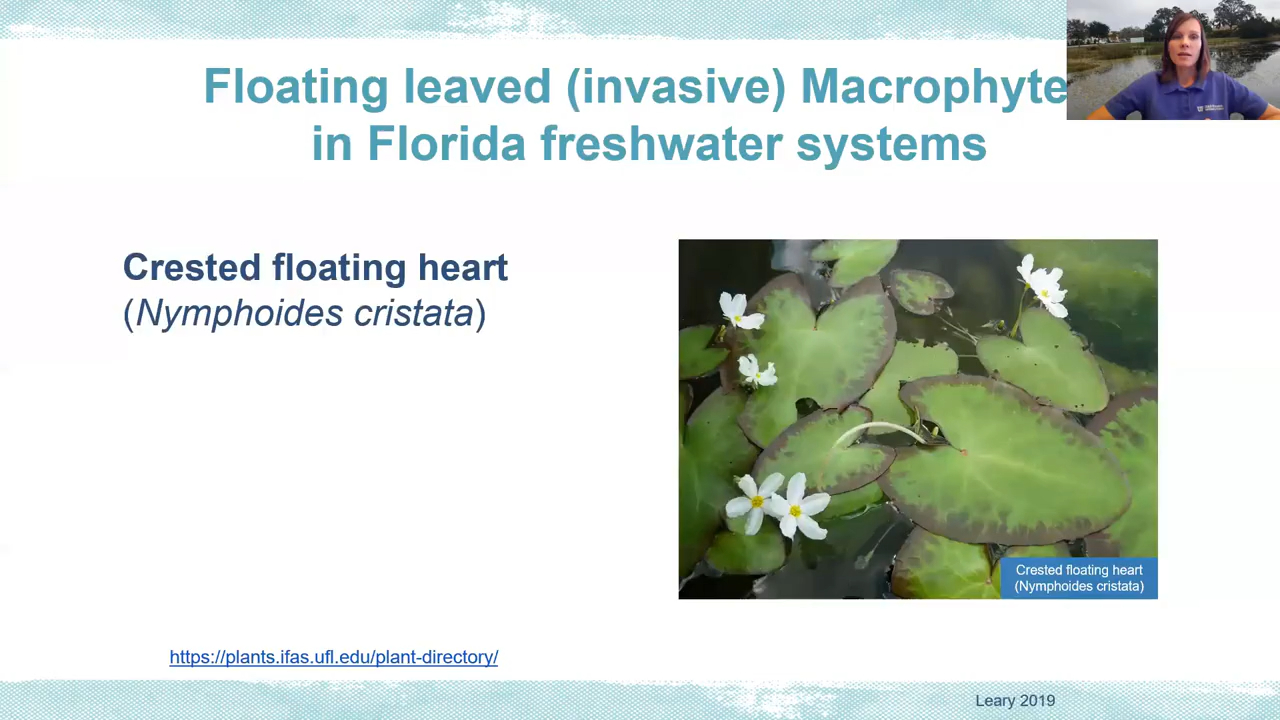 Floating leaved (invasive) Macrophyte
in Florida freshwater systems
Crested floating heart
(Nymphoides cristata)
Crested floating heart
(Nymphoides cristata)
https://plants.ifas.ufl.edu/plant-directory/
Leary 2019